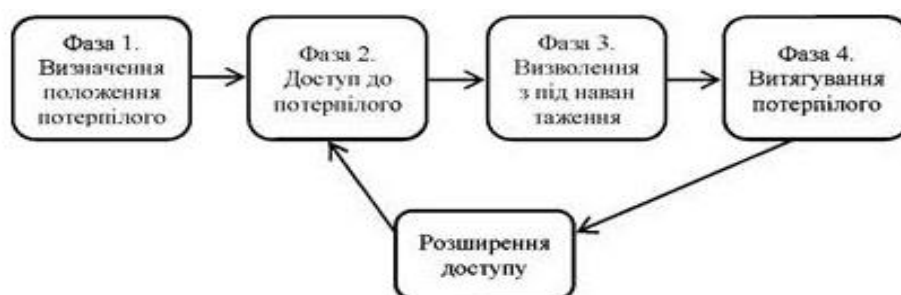 Фаза 1.
Визначення
положення
потерпілого
Фаза 2.
Доступ до
потерпілого
Фаза 3.
Визволення
з під наван
таження
Фаза 4.
Витягування
потерпілого
Розширення
доступу